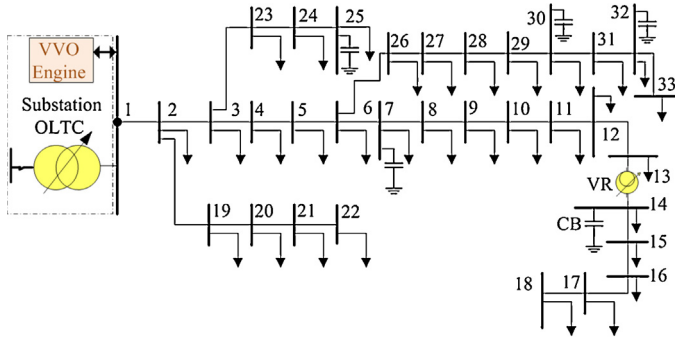 23 24 25 30 32
VVO
Engine
26 27 28 29 31
33
Substation
OLTC
1 2 3 4 5 6 7 8 9 10 11
12
VR 13
19 20 21 22
14
CB
15
16
18 17